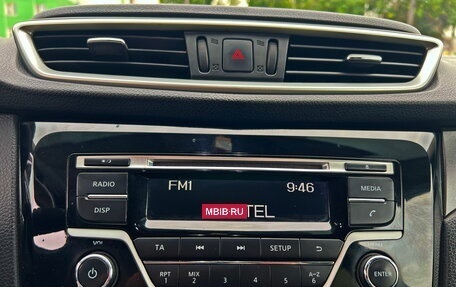 RADIO
DISP
FM1
9:46
MBIB.RU
TEL
MEDIA
TA
SETUP
RPT
1
MIX
2
3
4
5
A-Z
6
ENTER